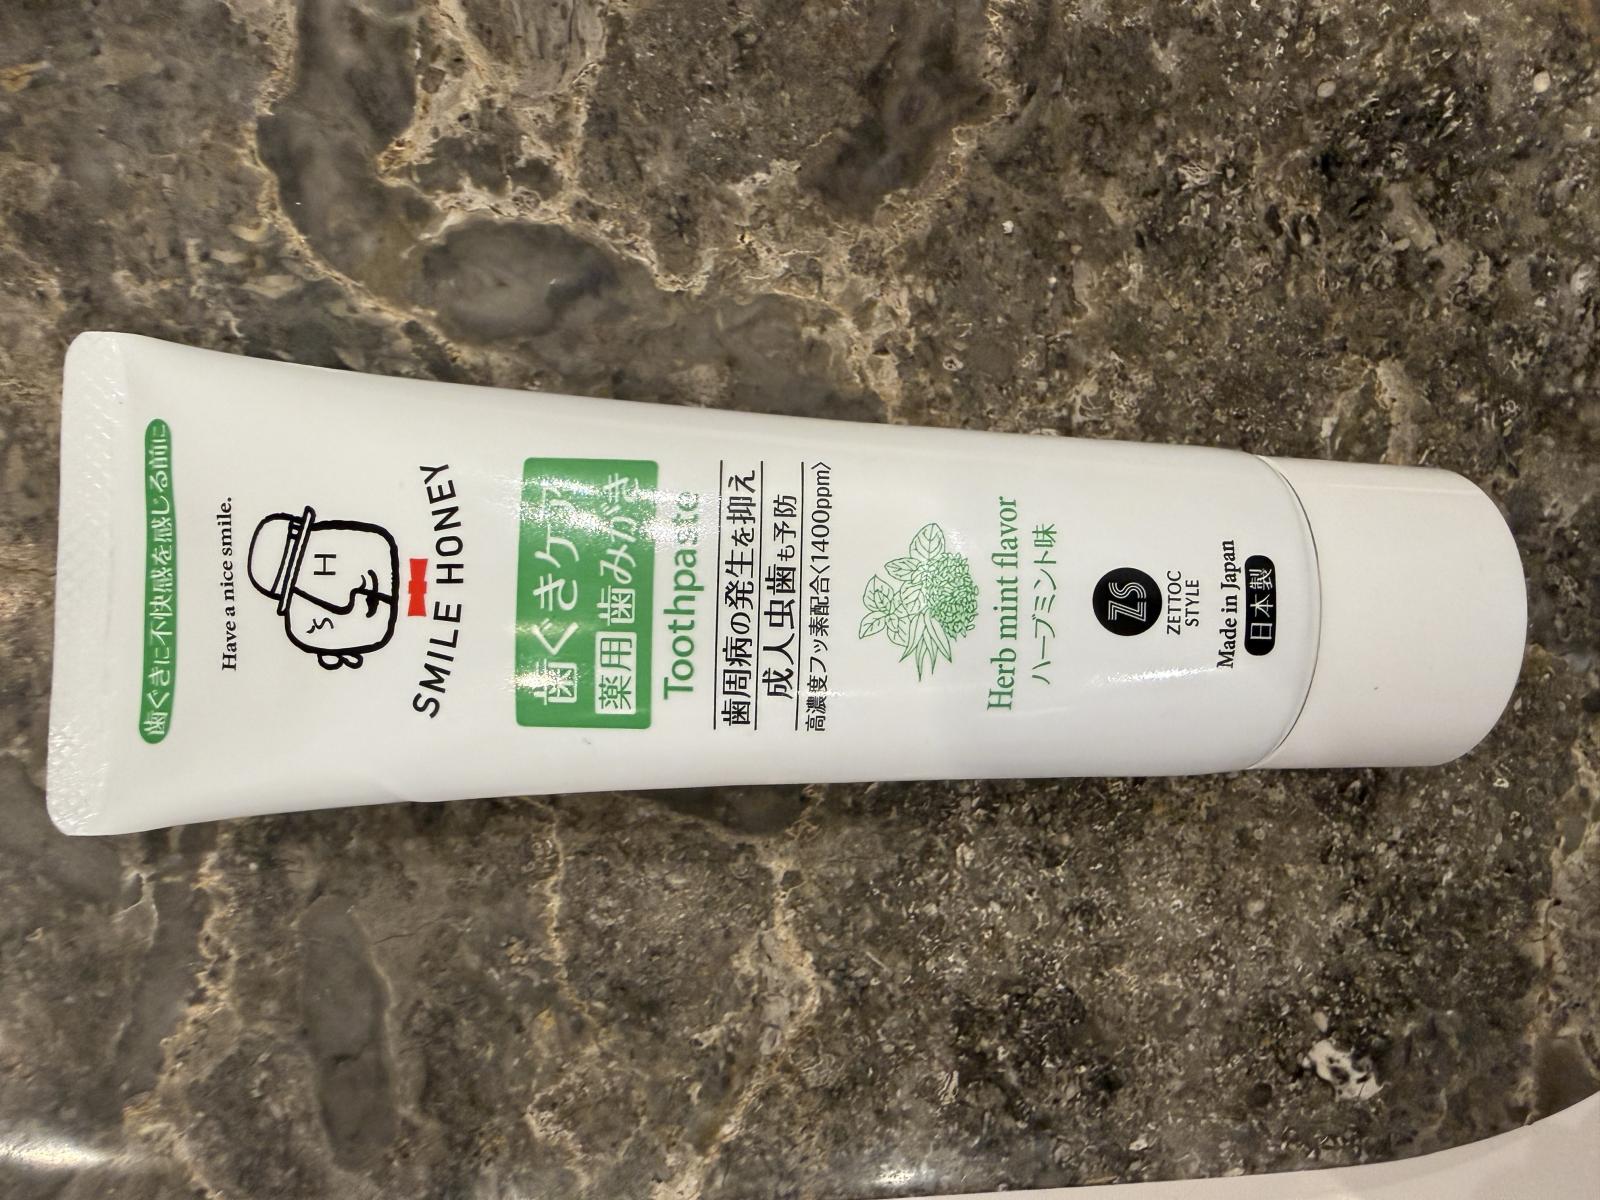 歯ぐきに不快感を感じる前に
Have a nice smile.
H
SMILE HONEY
歯ぐきケア
薬用歯みがき
Toothpaste
歯周病の発生を抑え
成人虫歯も予防
高濃度フッ素配合〈1400ppm〉
Herb mint flavor
ハーブミント味
ZS
ZETTOC
STYLE
Made in Japan
日本製